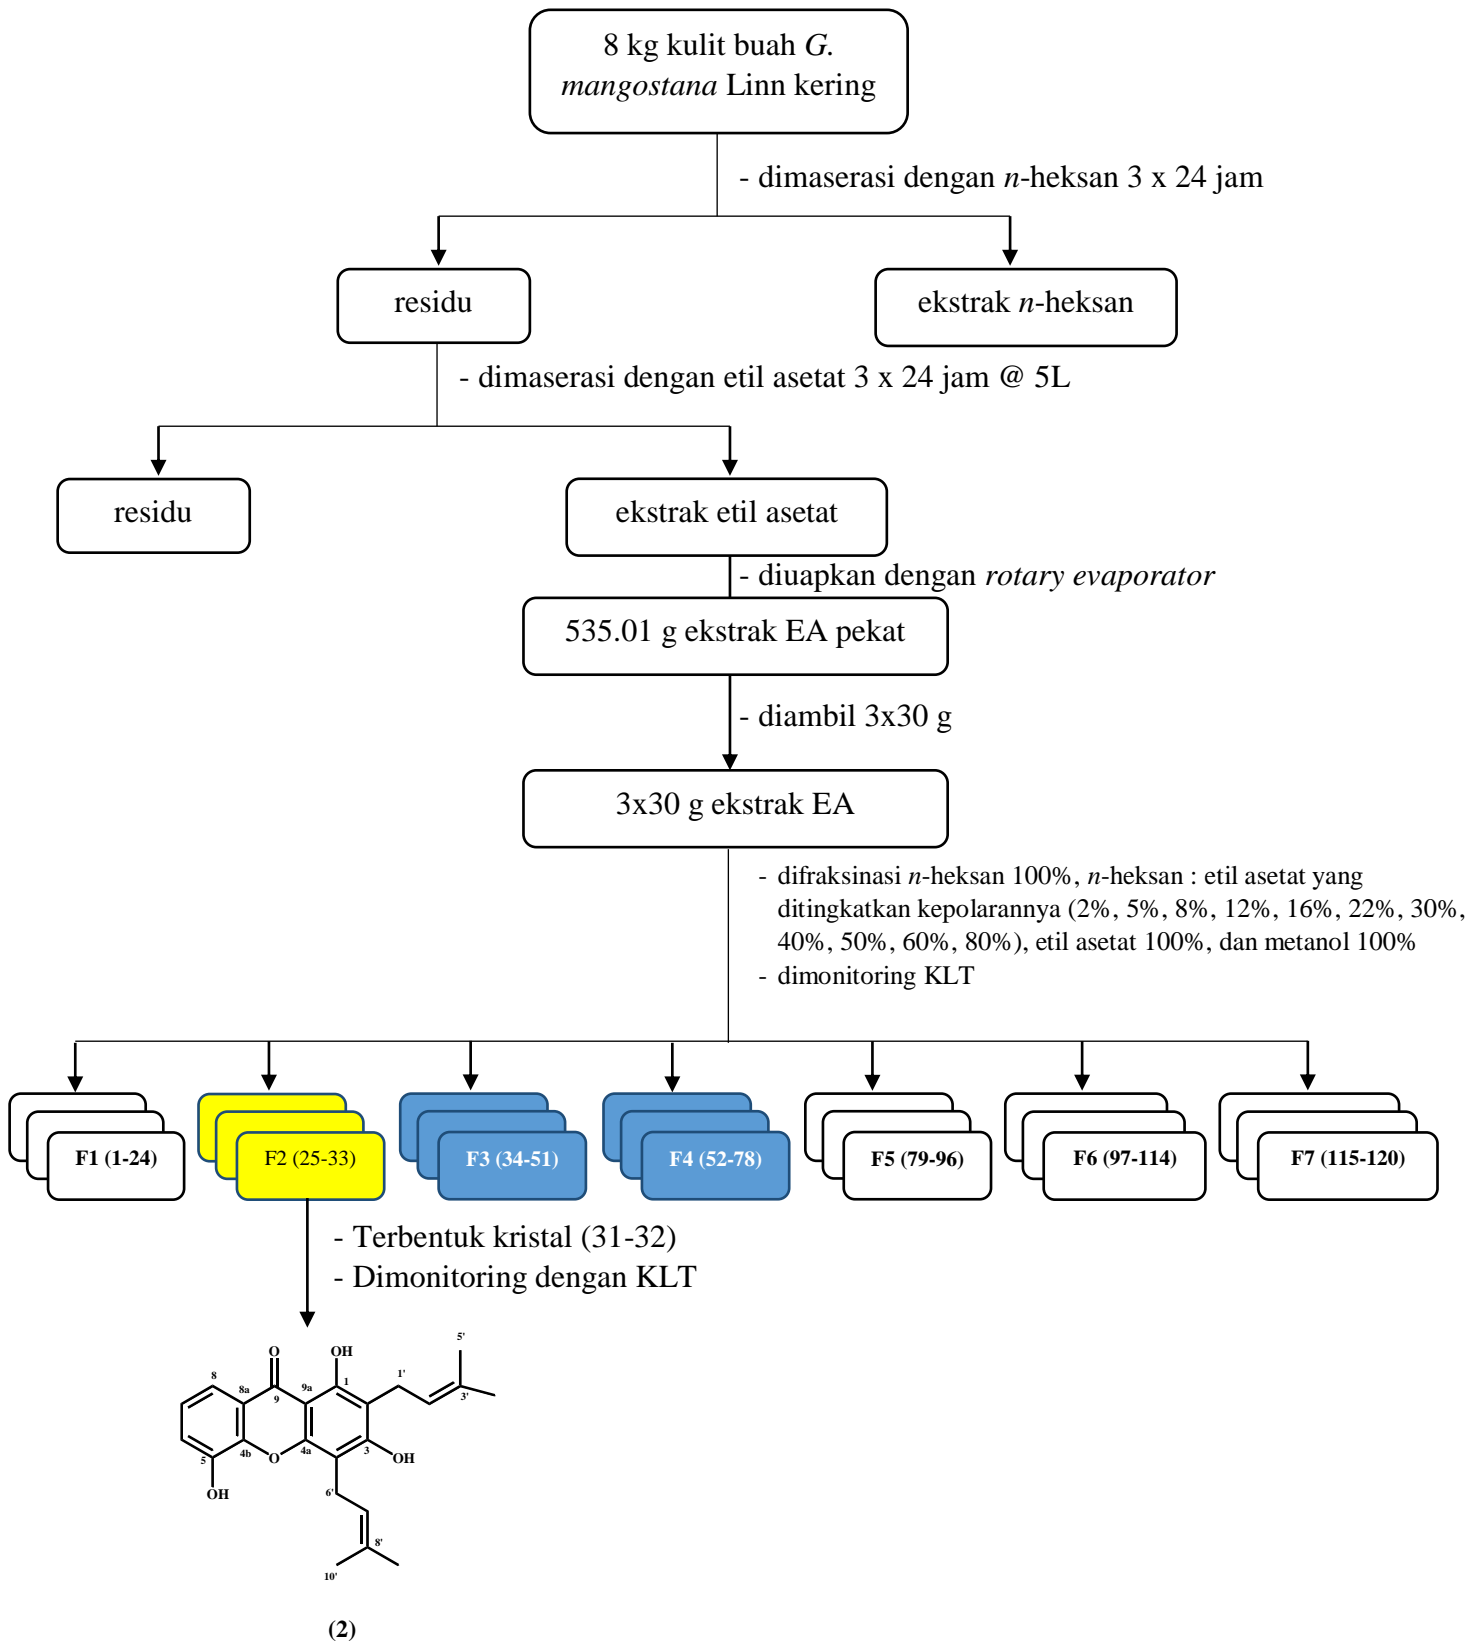 8 kg kulit buah G.
mangostana Linn kering
- dimaserasi dengan n-heksan 3 x 24 jam
residu
ekstrak n-heksan
- dimaserasi dengan etil asetat 3 x 24 jam @ 5L
residu
ekstrak etil asetat
- diuapkan dengan rotary evaporator
535.01 g ekstrak EA pekat
- diambil 3x30 g
3x30 g ekstrak EA
- difraksinasi n-heksan 100%, n-heksan : etil asetat yang
ditingkatkan kepolarannya (2%, 5%, 8%, 12%, 16%, 22%, 30%,
40%, 50%, 60%, 80%), etil asetat 100%, dan metanol 100%
- dimonitoring KLT
F1 (1-24)
F2 (25-33)
F3 (34-51)
F4 (52-78)
F5 (79-96)
F6 (97-114)
F7 (115-120)
- Terbentuk kristal (31-32)
- Dimonitoring dengan KLT
5'
O
OH
8
1'
8a
9a
1
9
3'
5
4b
O
4a
3
OH
OH
6'
8'
10'
(2)